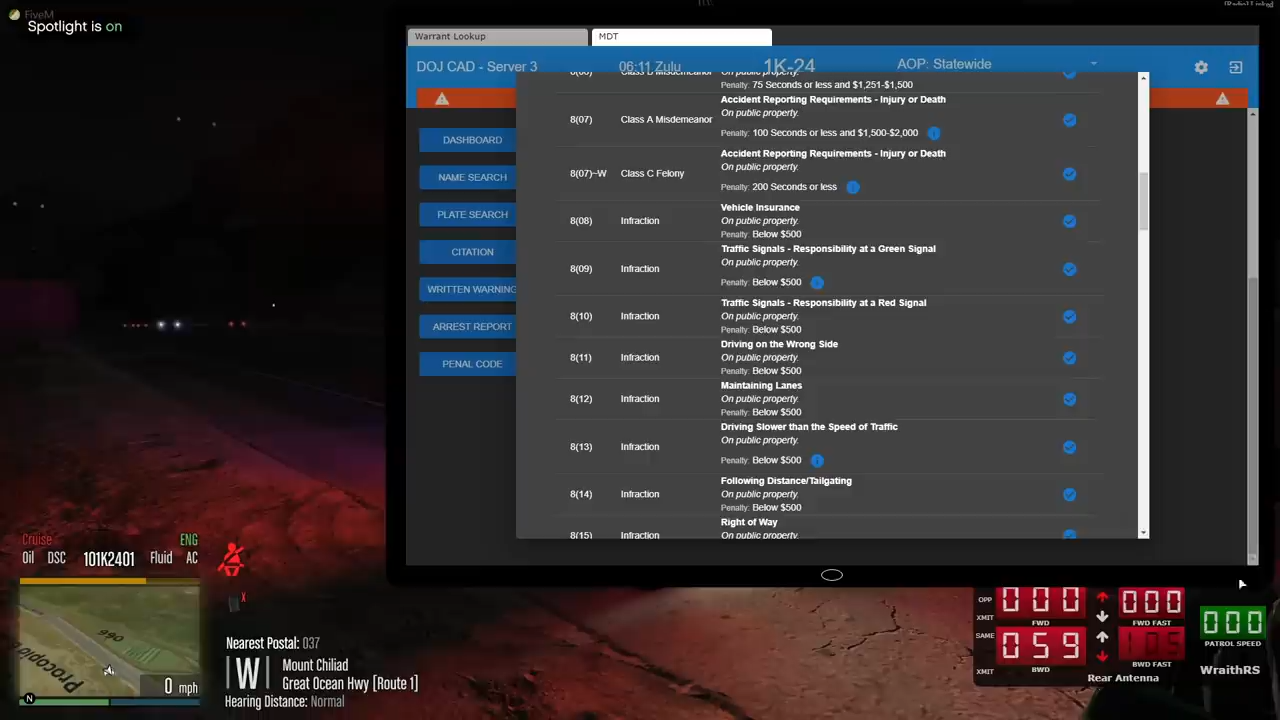 FiveM
Spotlight is on
Warrant Lookup
MDT
DOJ CAD - Server 3
06:11 Zulu
1K-24
AOP: Statewide
DASHBOARD
NAME SEARCH
PLATE SEARCH
CITATION
WRITTEN WARNING
ARREST REPORT
PENAL CODE
On public property.
Penalty: 75 Seconds or less and $1,251-$1,500
8(07) Class A Misdemeanor
Accident Reporting Requirements - Injury or Death
On public property.
Penalty: 100 Seconds or less and $1,500-$2,000
8(07)-W Class C Felony
Accident Reporting Requirements - Injury or Death
On public property.
Penalty: 200 Seconds or less
8(08) Infraction
Vehicle Insurance
On public property.
Penalty: Below $500
8(09) Infraction
Traffic Signals - Responsibility at a Green Signal
On public property.
Penalty: Below $500
8(10) Infraction
Traffic Signals - Responsibility at a Red Signal
On public property.
Penalty: Below $500
8(11) Infraction
Driving on the Wrong Side
On public property.
Penalty: Below $500
8(12) Infraction
Maintaining Lanes
On public property.
Penalty: Below $500
8(13) Infraction
Driving Slower than the Speed of Traffic
On public property.
Penalty: Below $500
8(14) Infraction
Following Distance/Tailgating
On public property.
Penalty: Below $500
8(15) Infraction
Right of Way
On public property.
Cruise
ENG
Oil DSC 101K2401 Fluid AC
066
Procopio
N
0 mph
Nearest Postal: 037
W
Mount Chiliad
Great Ocean Hwy [Route 1]
Hearing Distance: Normal
OPP
XMIT
SAME
XMIT
000
FWD
000
FWD FAST
059
BWD
105
BWD FAST
Rear Antenna
000
PATROL SPEED
WraithRS